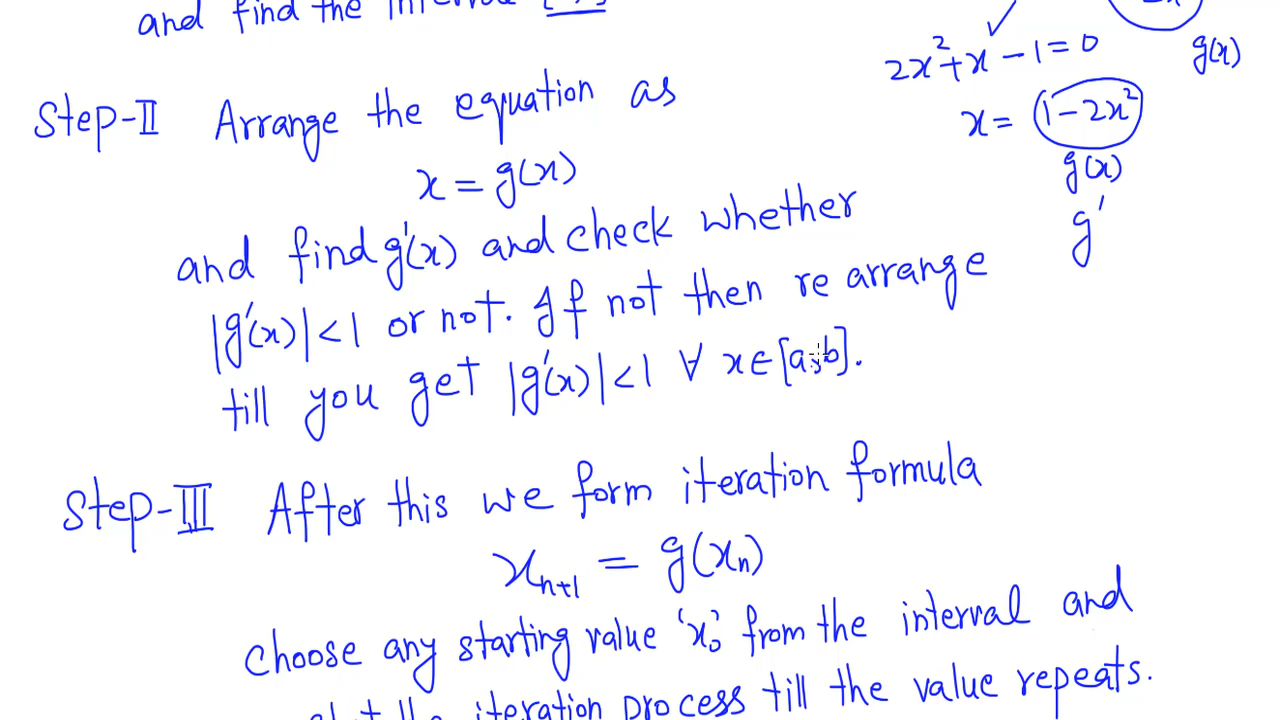 and find the interval
2x²+x-1=0
g(x)
x = (1-2x²)
g(x)
g'
Step-II Arrange the equation as
x = g(x)
and find g'(x) and check whether
|g'(x)|<1 or not. If not then re arrange
till you get |g'(x)|<1 ∀ x∈[a,b].
Step-III After this we form iteration formula
xₙ₊₁ = g(xₙ)
choose any starting value 'x₀' from the interval and
iteration process till the value repeats.